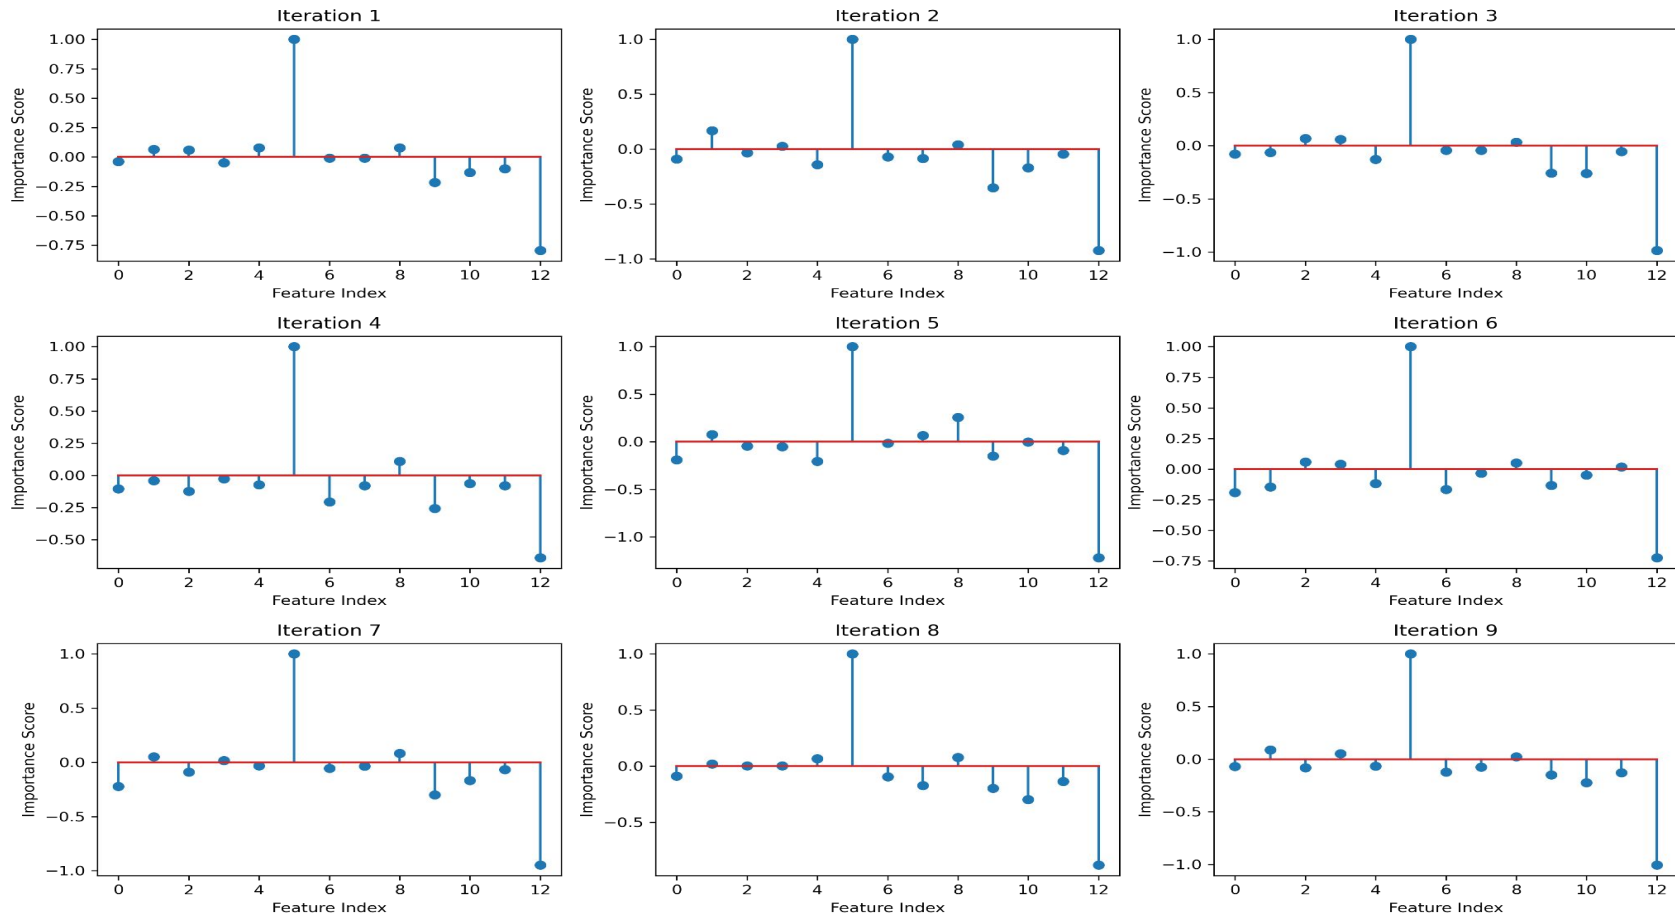 Iteration 1
1.00
0.75
0.50
0.25
0.00
−0.25
−0.50
−0.75
Importance Score
0 2 4 6 8 10 12
Feature Index
Iteration 2
1.0
0.5
0.0
−0.5
−1.0
Importance Score
0 2 4 6 8 10 12
Feature Index
Iteration 3
1.0
0.5
0.0
−0.5
−1.0
Importance Score
0 2 4 6 8 10 12
Feature Index
Iteration 4
1.00
0.75
0.50
0.25
0.00
−0.25
−0.50
Importance Score
0 2 4 6 8 10 12
Feature Index
Iteration 5
1.0
0.5
0.0
−0.5
−1.0
Importance Score
0 2 4 6 8 10 12
Feature Index
Iteration 6
1.00
0.75
0.50
0.25
0.00
−0.25
−0.50
−0.75
Importance Score
0 2 4 6 8 10 12
Feature Index
Iteration 7
1.0
0.5
0.0
−0.5
−1.0
Importance Score
0 2 4 6 8 10 12
Feature Index
Iteration 8
1.0
0.5
0.0
−0.5
Importance Score
0 2 4 6 8 10 12
Feature Index
Iteration 9
1.0
0.5
0.0
−0.5
−1.0
Importance Score
0 2 4 6 8 10 12
Feature Index